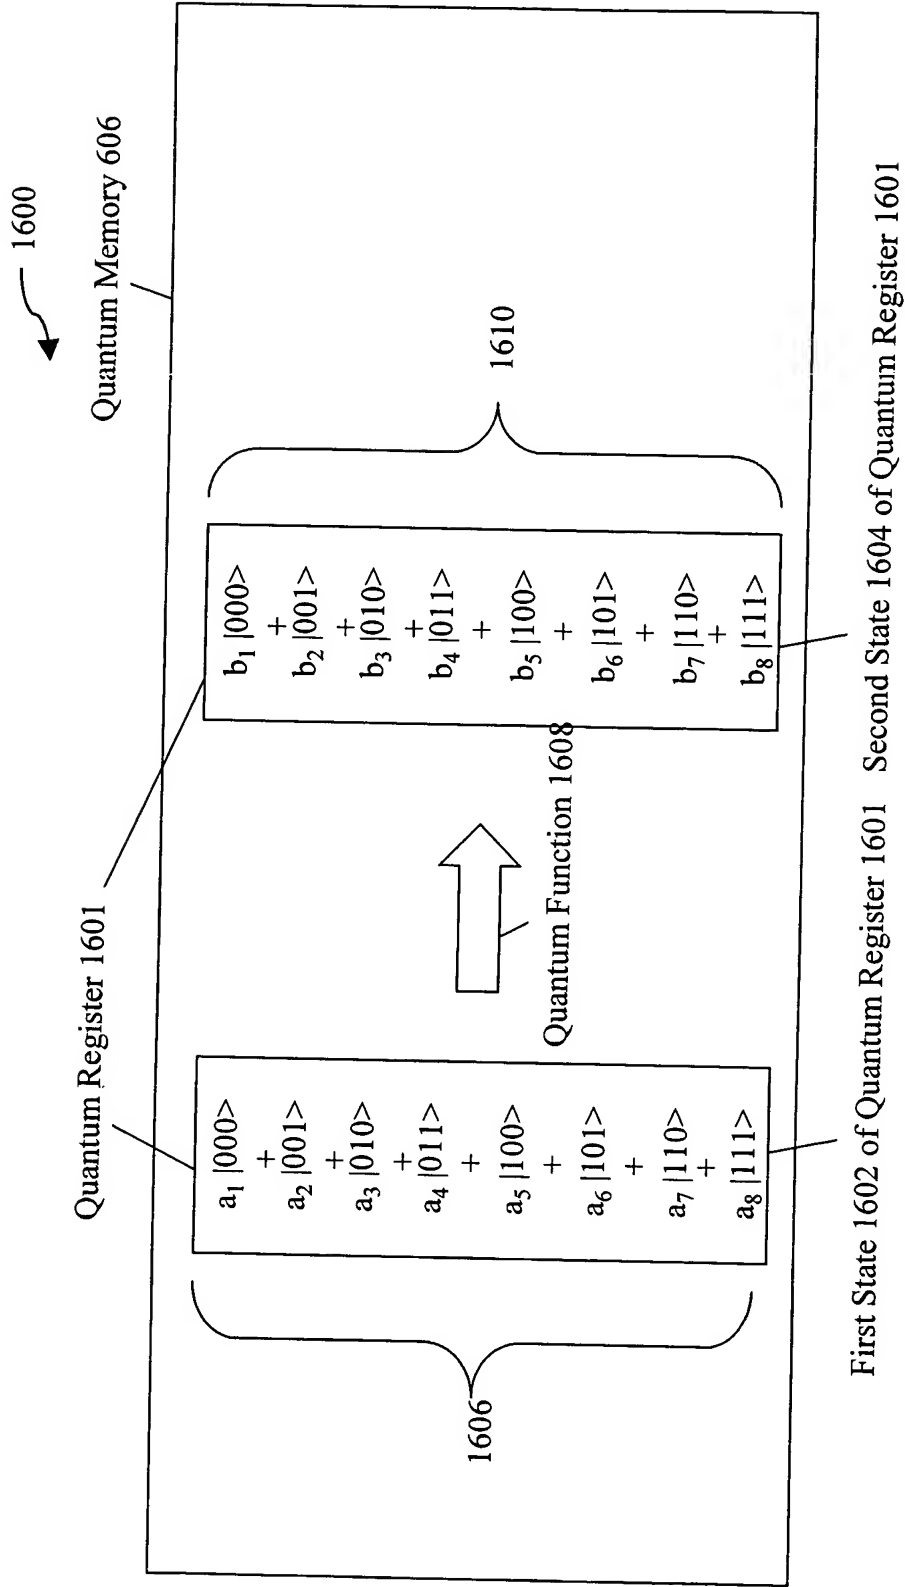 1600
Quantum Memory 606
Quantum Register 1601
1606
a1 |000>
+
a2 |001>
+
a3 |010>
+
a4 |011>
+
a5 |100>
+
a6 |101>
+
a7 |110>
+
a8 |111>
Quantum Function 1608
b1 |000>
+
b2 |001>
+
b3 |010>
+
b4 |011>
+
b5 |100>
+
b6 |101>
+
b7 |110>
+
b8 |111>
1610
First State 1602 of Quantum Register 1601
Second State 1604 of Quantum Register 1601